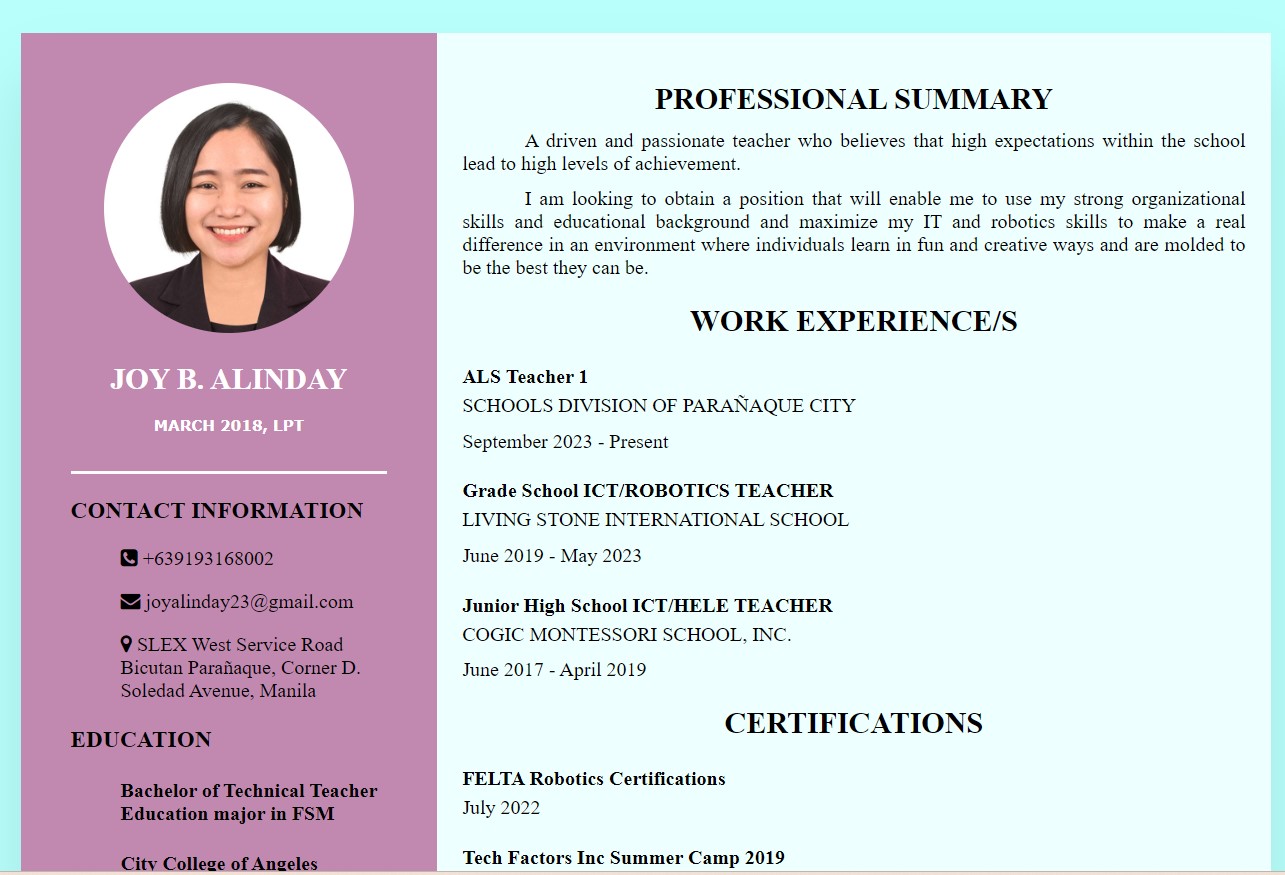 JOY B. ALINDAY
MARCH 2018, LPT
CONTACT INFORMATION
+639193168002
joyalinday23@gmail.com
SLEX West Service Road
Bicutan Parañaque, Corner D.
Soledad Avenue, Manila
EDUCATION
Bachelor of Technical Teacher
Education major in FSM
City College of Angeles
PROFESSIONAL SUMMARY
A driven and passionate teacher who believes that high expectations within the school
lead to high levels of achievement.
I am looking to obtain a position that will enable me to use my strong organizational
skills and educational background and maximize my IT and robotics skills to make a real
difference in an environment where individuals learn in fun and creative ways and are molded to
be the best they can be.
WORK EXPERIENCE/S
ALS Teacher 1
SCHOOLS DIVISION OF PARAÑAQUE CITY
September 2023 - Present
Grade School ICT/ROBOTICS TEACHER
LIVING STONE INTERNATIONAL SCHOOL
June 2019 - May 2023
Junior High School ICT/HELE TEACHER
COGIC MONTESSORI SCHOOL, INC.
June 2017 - April 2019
CERTIFICATIONS
FELTA Robotics Certifications
July 2022
Tech Factors Inc Summer Camp 2019